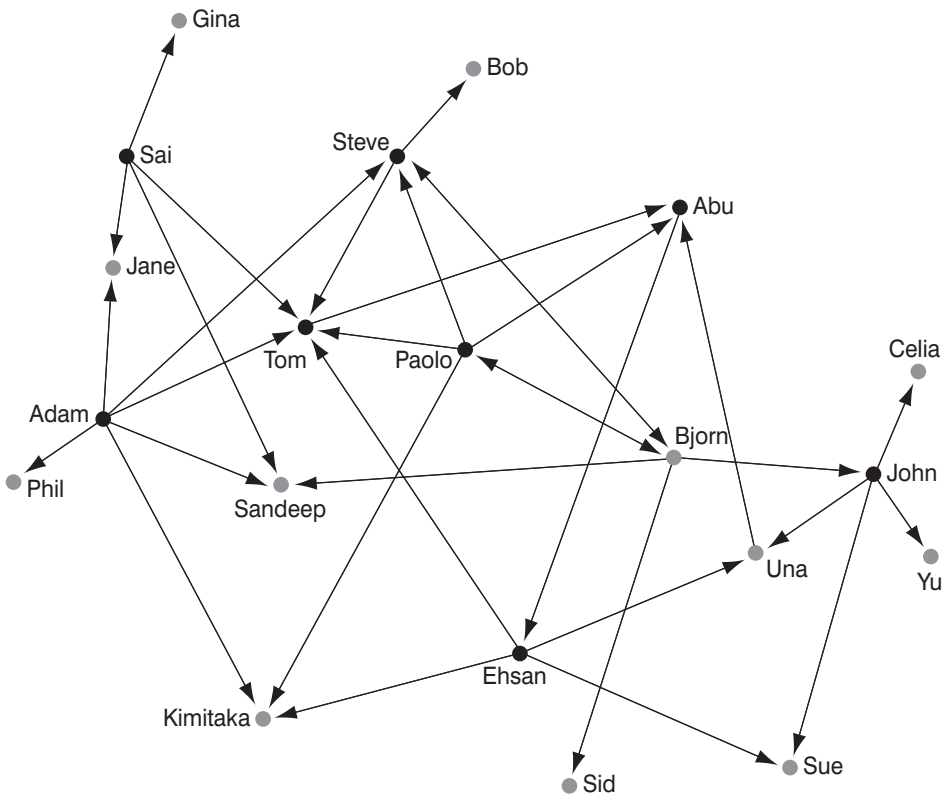 Gina
Bob
Steve
Sai
Abu
Jane
Tom
Paolo
Celia
Adam
Bjorn
John
Phil
Sandeep
Una
Yu
Ehsan
Kimitaka
Sue
Sid